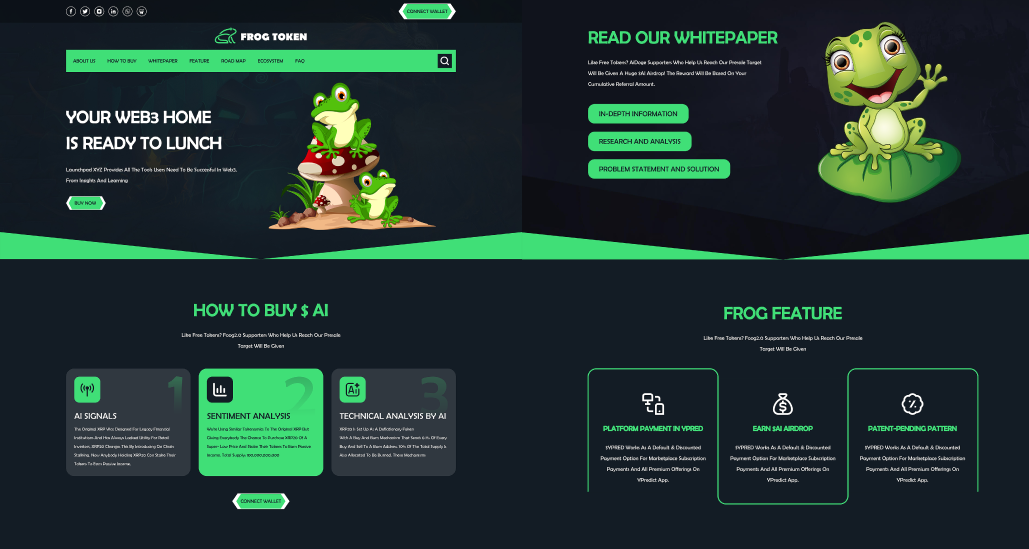 CONNECT WALLET
FROG TOKEN
ABOUT US HOW TO BUY WHITEPAPER FEATURE ROAD MAP ECOSYSTEM FAQ
YOUR WEB3 HOME
IS READY TO LUNCH
Launchpad XYZ Provides All The Tools Users Need To Be Successful In Web3,
From Insights And Learning
BUY NOW
READ OUR WHITEPAPER
Like Free Tokens? AiDoge Supporters Who Help Us Reach Our Presale Target
Will Be Given A Huge $AI Airdrop! The Reward Will Be Based On Your
Cumulative Referral Amount.
IN-DEPTH INFORMATION
RESEARCH AND ANALYSIS
PROBLEM STATEMENT AND SOLUTION
HOW TO BUY $ AI
Like Free Tokens? Foog2.0 Supporters Who Help Us Reach Our Presale
Target Will Be Given
1
AI SIGNALS
The Original XRP Was Designed For Legacy Financial
Institutions And Has Always Lacked Utility For Retail
Investors. XRP20 Changes This By Introducing On Chain
Staking. Now Anybody Holding XRP20 Can Stake Their
Tokens To Earn Passive Income.
2
SENTIMENT ANALYSIS
We're Using Similar Tokenomics To The Original XRP But
Giving Everybody The Chance To Purchase XRP20 At A
Super-Low Price And Stake Their Tokens To Earn Passive
Income. Total Supply: 100,000,000,000
3
Ai
TECHNICAL ANALYSIS BY AI
XRP20 Is Set Up As A Deflationary Token
With A Buy And Burn Mechanism That Sends 0.1% Of Every
Buy And Sell To A Burn Address. 10% Of The Total Supply Is
Also Allocated To Be Burned. These Mechanisms
CONNECT WALLET
FROG FEATURE
Like Free Tokens? Foog2.0 Supporters Who Help Us Reach Our Presale
Target Will Be Given
PLATFORM PAYMENT IN YPRED
$YPRED Works As A Default & Discounted
Payment Option For Marketplace Subscription
Payments And All Premium Offerings On
YPredict App.
EARN $AI AIRDROP
$YPRED Works As A Default & Discounted
Payment Option For Marketplace Subscription
Payments And All Premium Offerings On
YPredict App.
PATENT-PENDING PATTERN
$YPRED Works As A Default & Discounted
Payment Option For Marketplace Subscription
Payments And All Premium Offerings On
YPredict App.